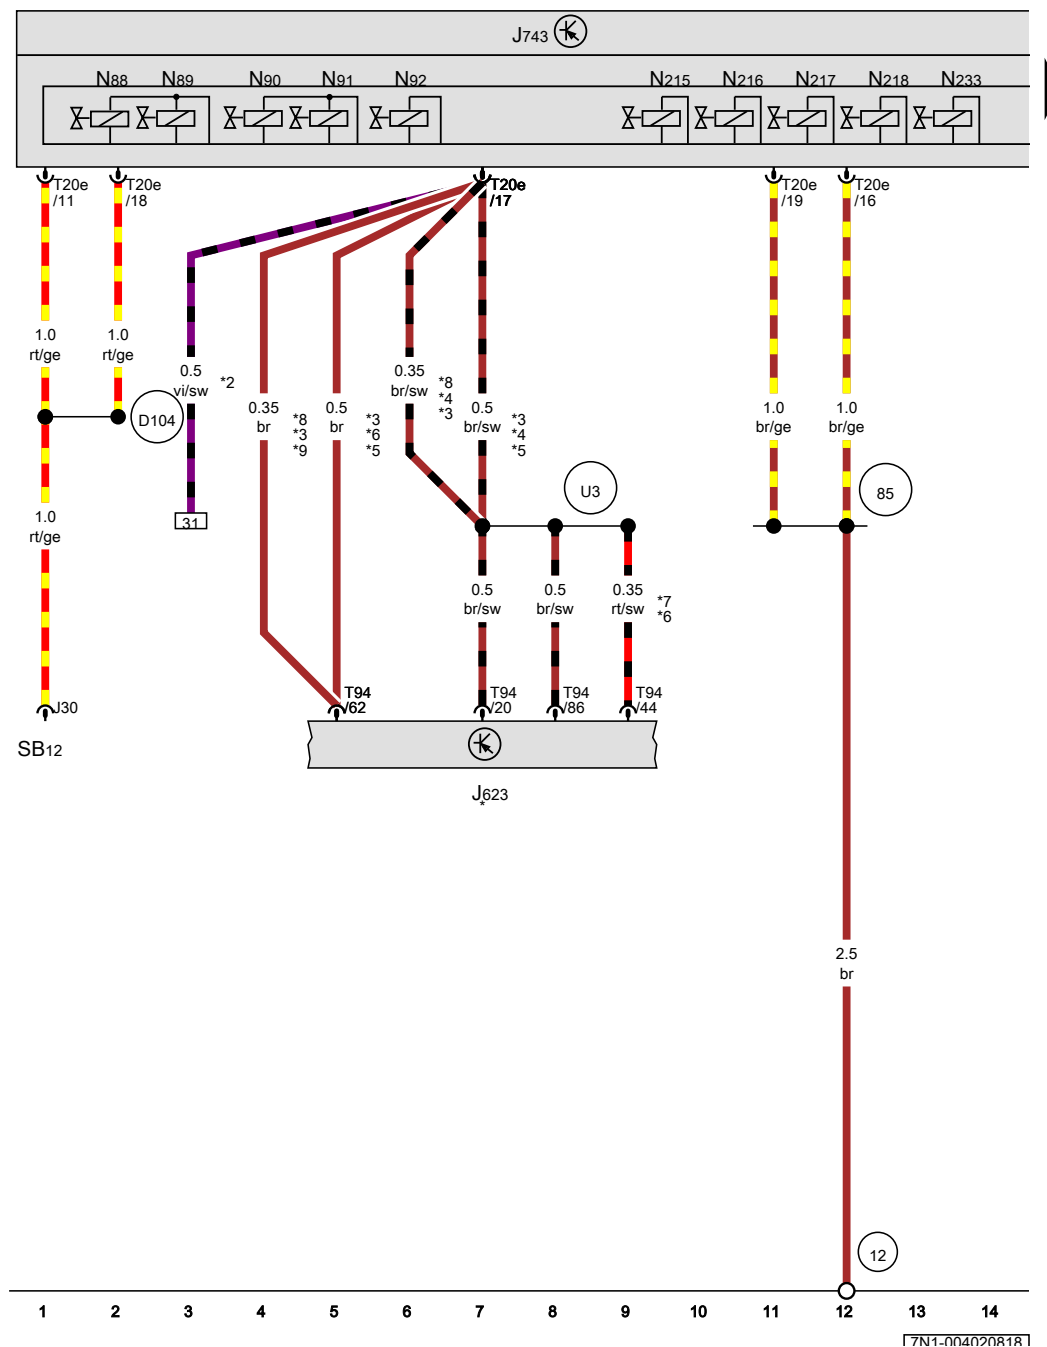 J743
N88 N89 N90 N91 N92 N215 N216 N217 N218 N233
T20e
/11
T20e
/18
T20e
/17
T20e
/19
T20e
/16
1.0
rt/ge
1.0
rt/ge
D104
0.5
vi/sw
*2
0.35
br
*8
*3
*9
0.5
br
*3
*6
*5
0.35
br/sw
*8
*4
*3
0.5
br/sw
*3
*4
*5
1.0
br/ge
1.0
br/ge
U3
85
31
1.0
rt/ge
0.5
br/sw
0.5
br/sw
0.35
rt/sw
*7
*6
J30
SB12
T94
/62
T94
/20
T94
/86
T94
/44
J623
*
2.5
br
12
1 2 3 4 5 6 7 8 9 10 11 12 13 14
7N1-004020818